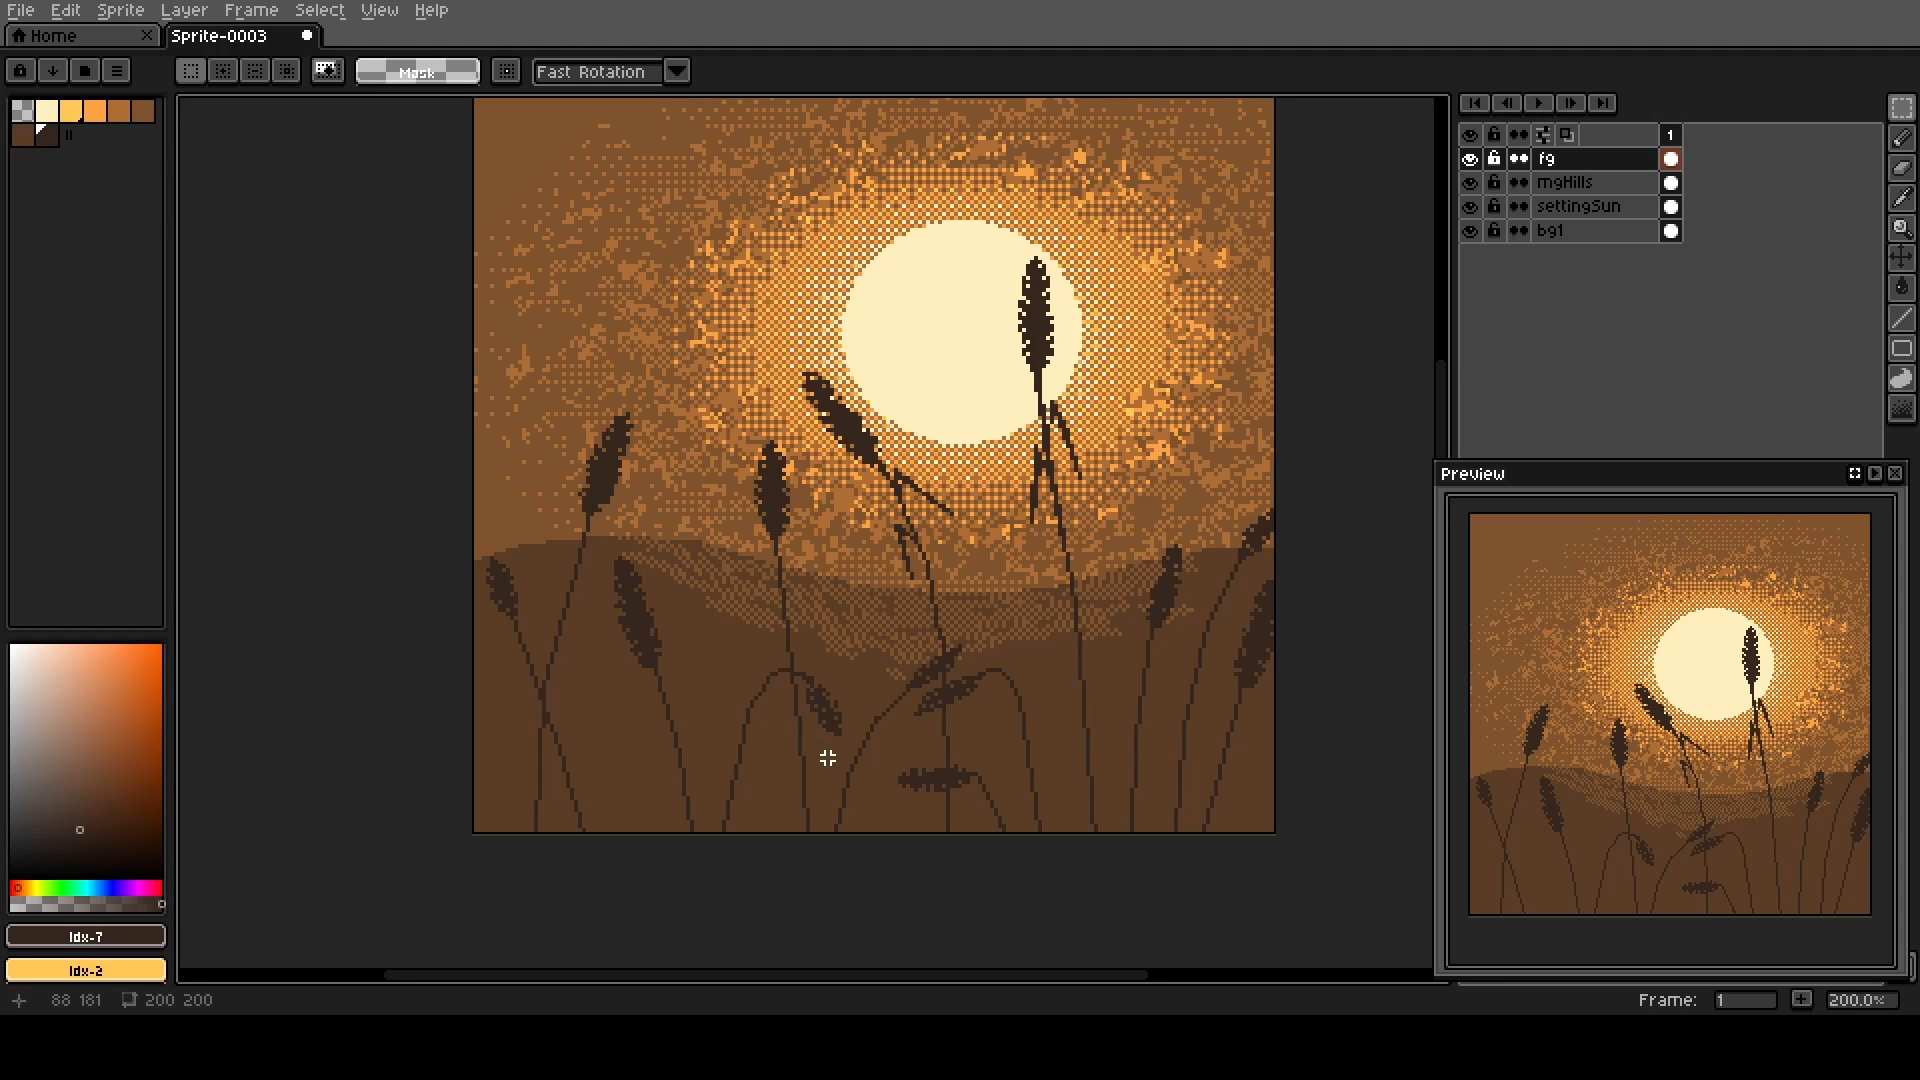 File Edit Sprite Layer Frame Select View Help
Home Sprite-0003
Mask Fast Rotation
1
fg
mgHills
settingSun
bg1
Preview
Idx-7
Idx-2
88 181 200 200
Frame: 1 200.0%